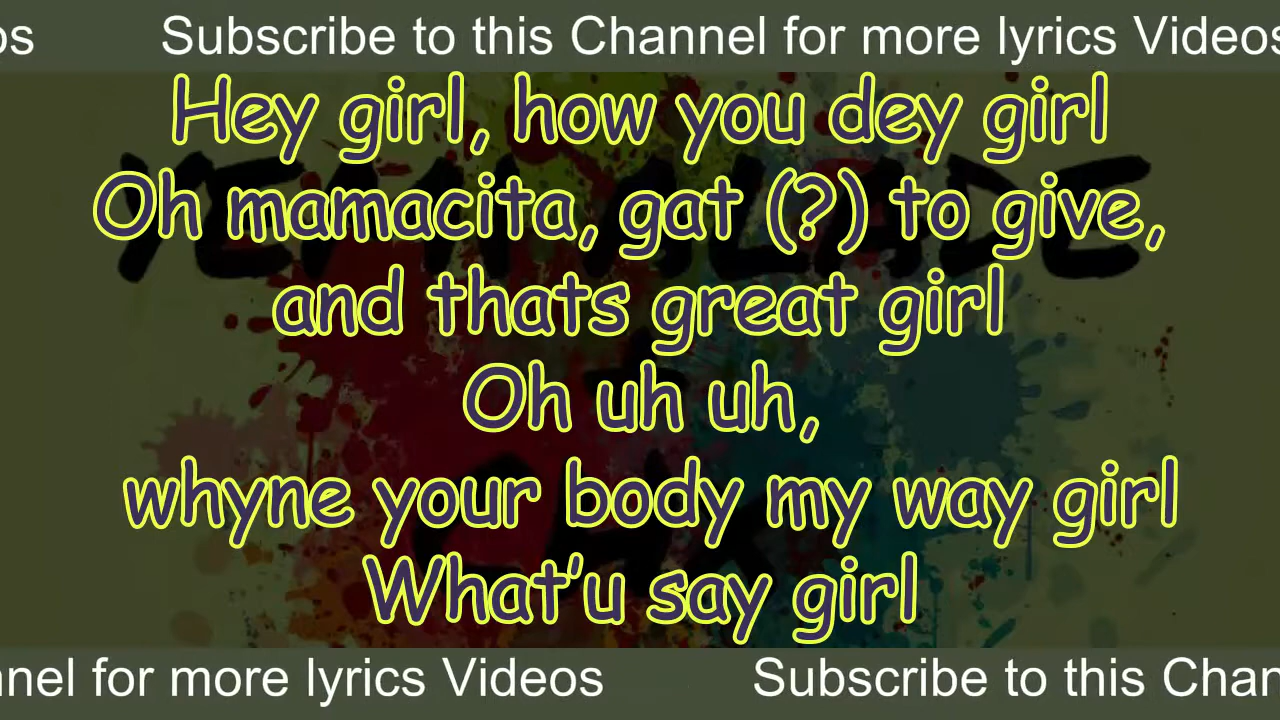 os Subscribe to this Channel for more lyrics Videos
Hey girl, how you dey girl
Oh mamacita, gat (?) to give,
and thats great girl
Oh uh uh,
whyne your body my way girl
What'u say girl
nnel for more lyrics Videos Subscribe to this Chan